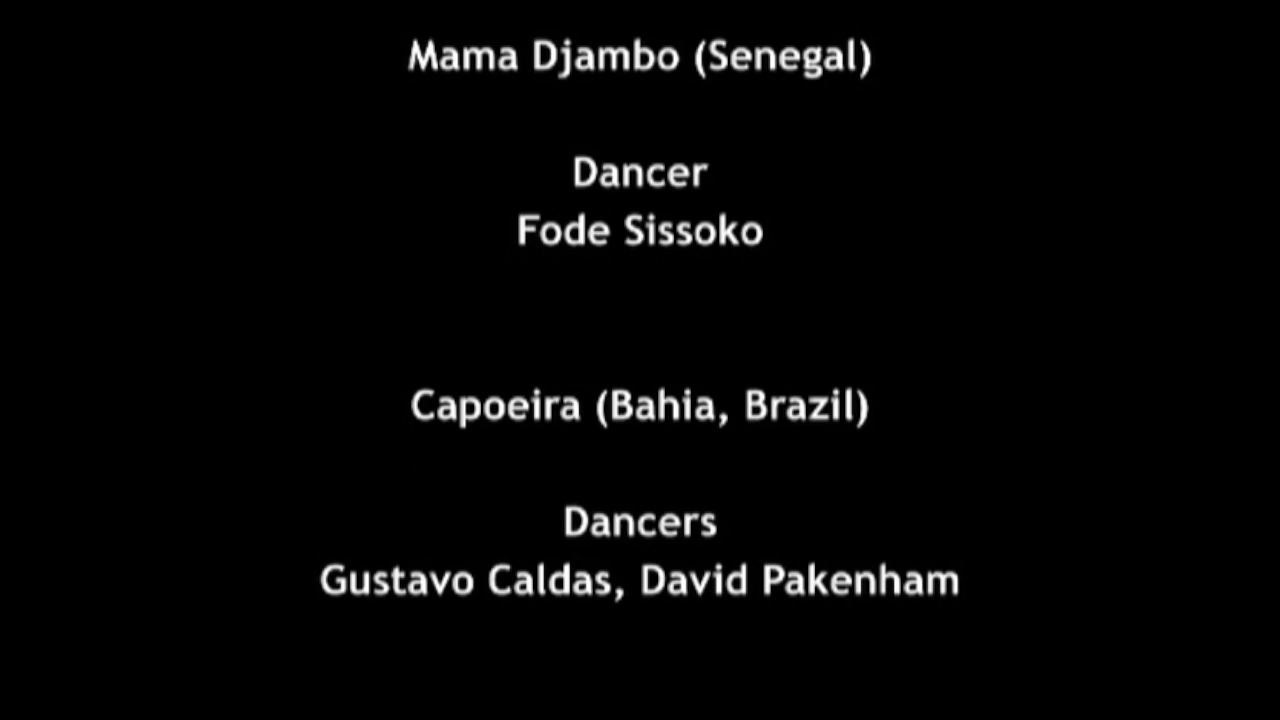 Mama Djambo (Senegal)
Dancer
Fode Sissoko
Capoeira (Bahia, Brazil)
Dancers
Gustavo Caldas, David Pakenham